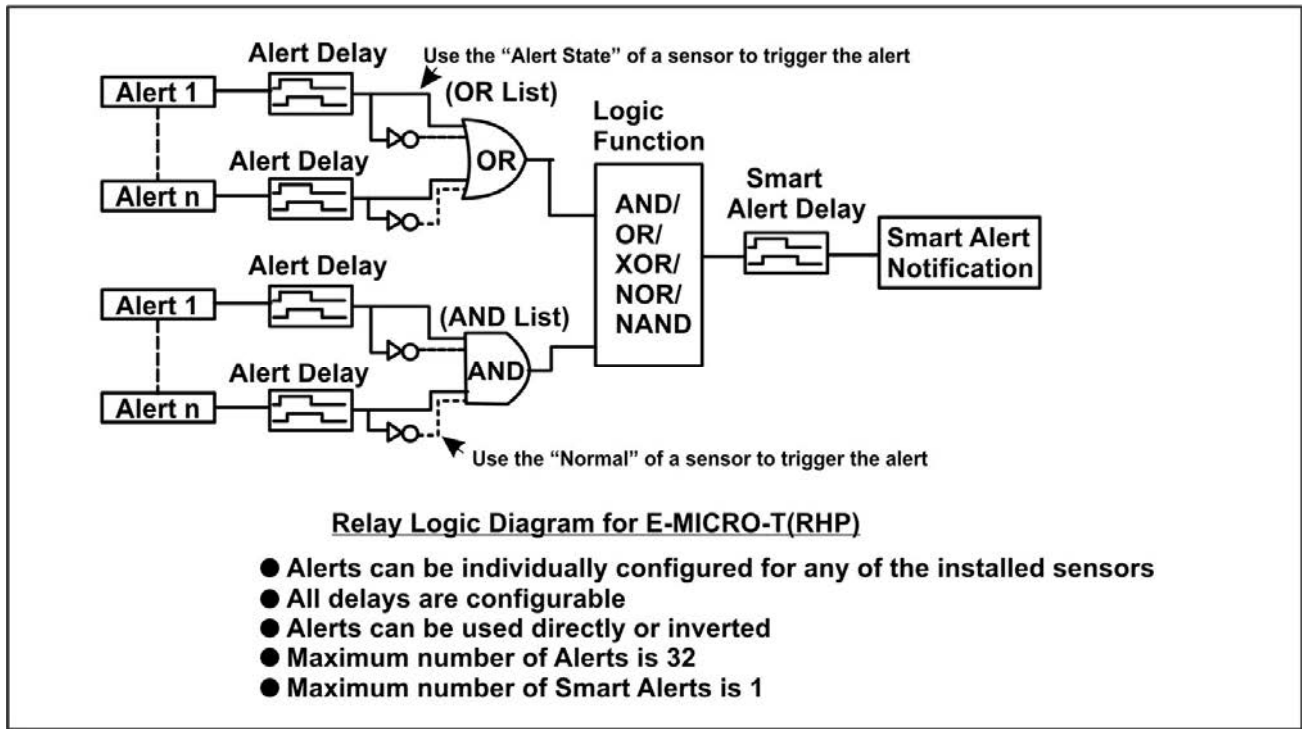 Alert Delay
Use the “Alert State” of a sensor to trigger the alert
Alert 1
(OR List)
Alert Delay
OR
Alert n
Logic
Function
AND/
OR/
XOR/
NOR/
NAND
Smart
Alert Delay
Smart Alert
Notification
Alert Delay
Alert 1
(AND List)
Alert Delay
AND
Alert n
Use the “Normal” of a sensor to trigger the alert
Relay Logic Diagram for E-MICRO-T(RHP)
● Alerts can be individually configured for any of the installed sensors
● All delays are configurable
● Alerts can be used directly or inverted
● Maximum number of Alerts is 32
● Maximum number of Smart Alerts is 1